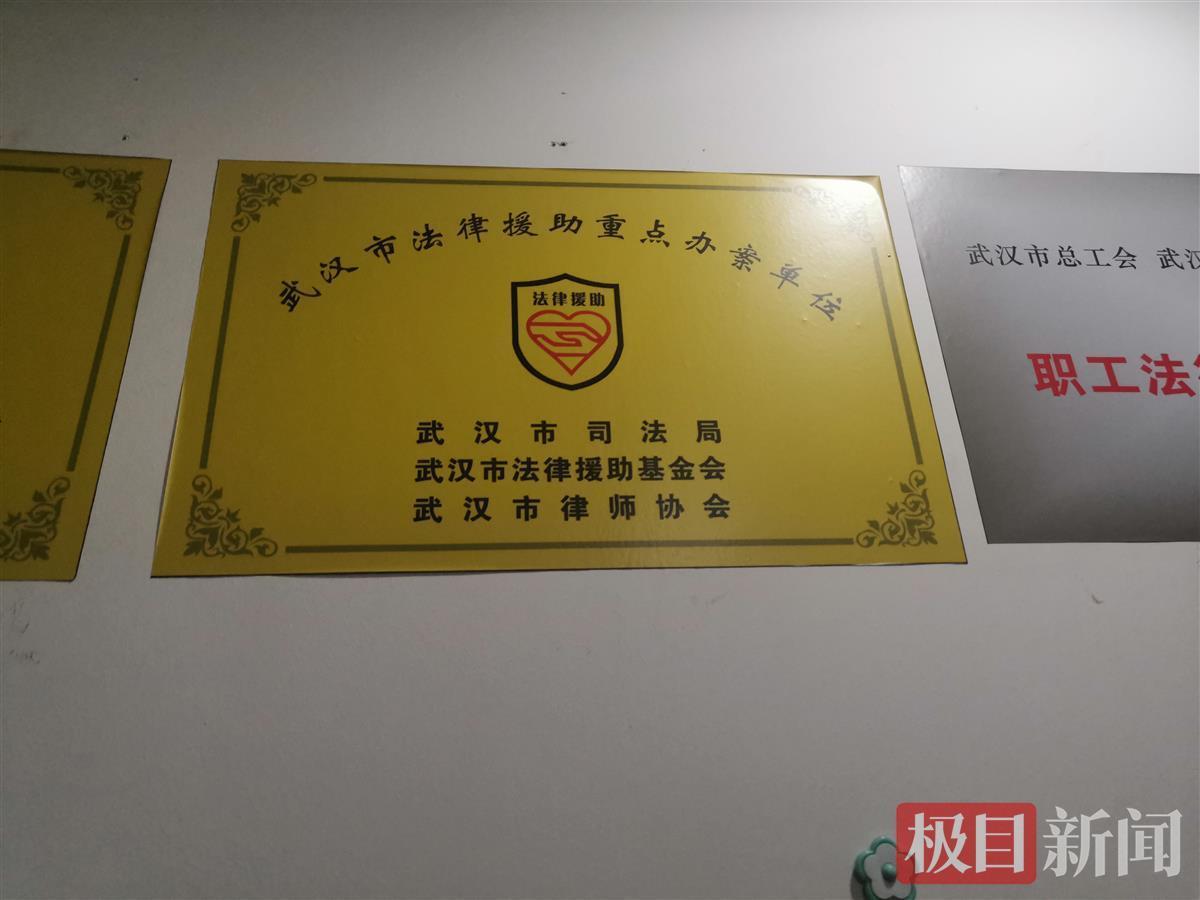 武汉市法律援助重点办案单位
法律援助
武汉市司法局
武汉市法律援助基金会
武汉市律师协会
武汉市总工会 武汉
职工法
极目新闻